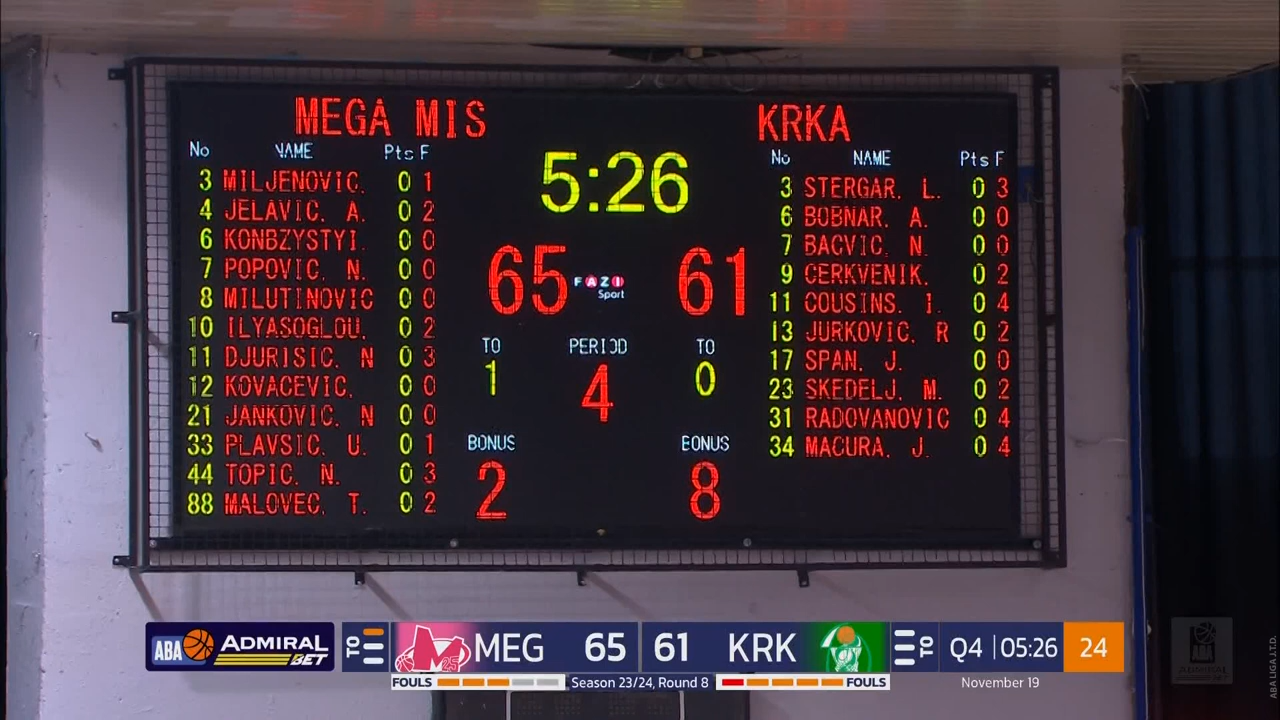 MEGA MIS
No NAME Pts F
3 MILJENOVIC. 0 1
4 JELAVIC. A. 0 2
6 KONBZYSTYI. 0 0
7 POPOVIC. N. 0 0
8 MILUTINOVIC 0 0
10 ILYASOGLOU. 0 2
11 DJURISIC. N 0 3
12 KOVACEVIC. 0 0
21 JANKOVIC. N 0 0
33 PLAVSIC. U. 0 1
44 TOPIC. N. 0 3
88 MALOVEC. T. 0 2
5:26
65 FAZI Sport 61
TO PERIOD TO
1 4 0
BONUS BONUS
2 8
KRKA
No NAME Pts F
3 STERGAR. L. 0 3
6 BOBNAR. A. 0 0
7 BACVIC. N. 0 0
9 CERKVENIK. 0 2
11 COUSINS. I. 0 4
13 JURKOVIC. R 0 2
17 SPAN. J. 0 0
23 SKEDELJ. M. 0 2
31 RADOVANOVIC 0 4
34 MACURA. J. 0 4
ABA ADMIRAL BET TO MEG 65 61 KRK TO Q4 05:26 24
FOULS Season 23/24, Round 8 FOULS November 19
ADMIRAL
ABA LIGA J.T.D.